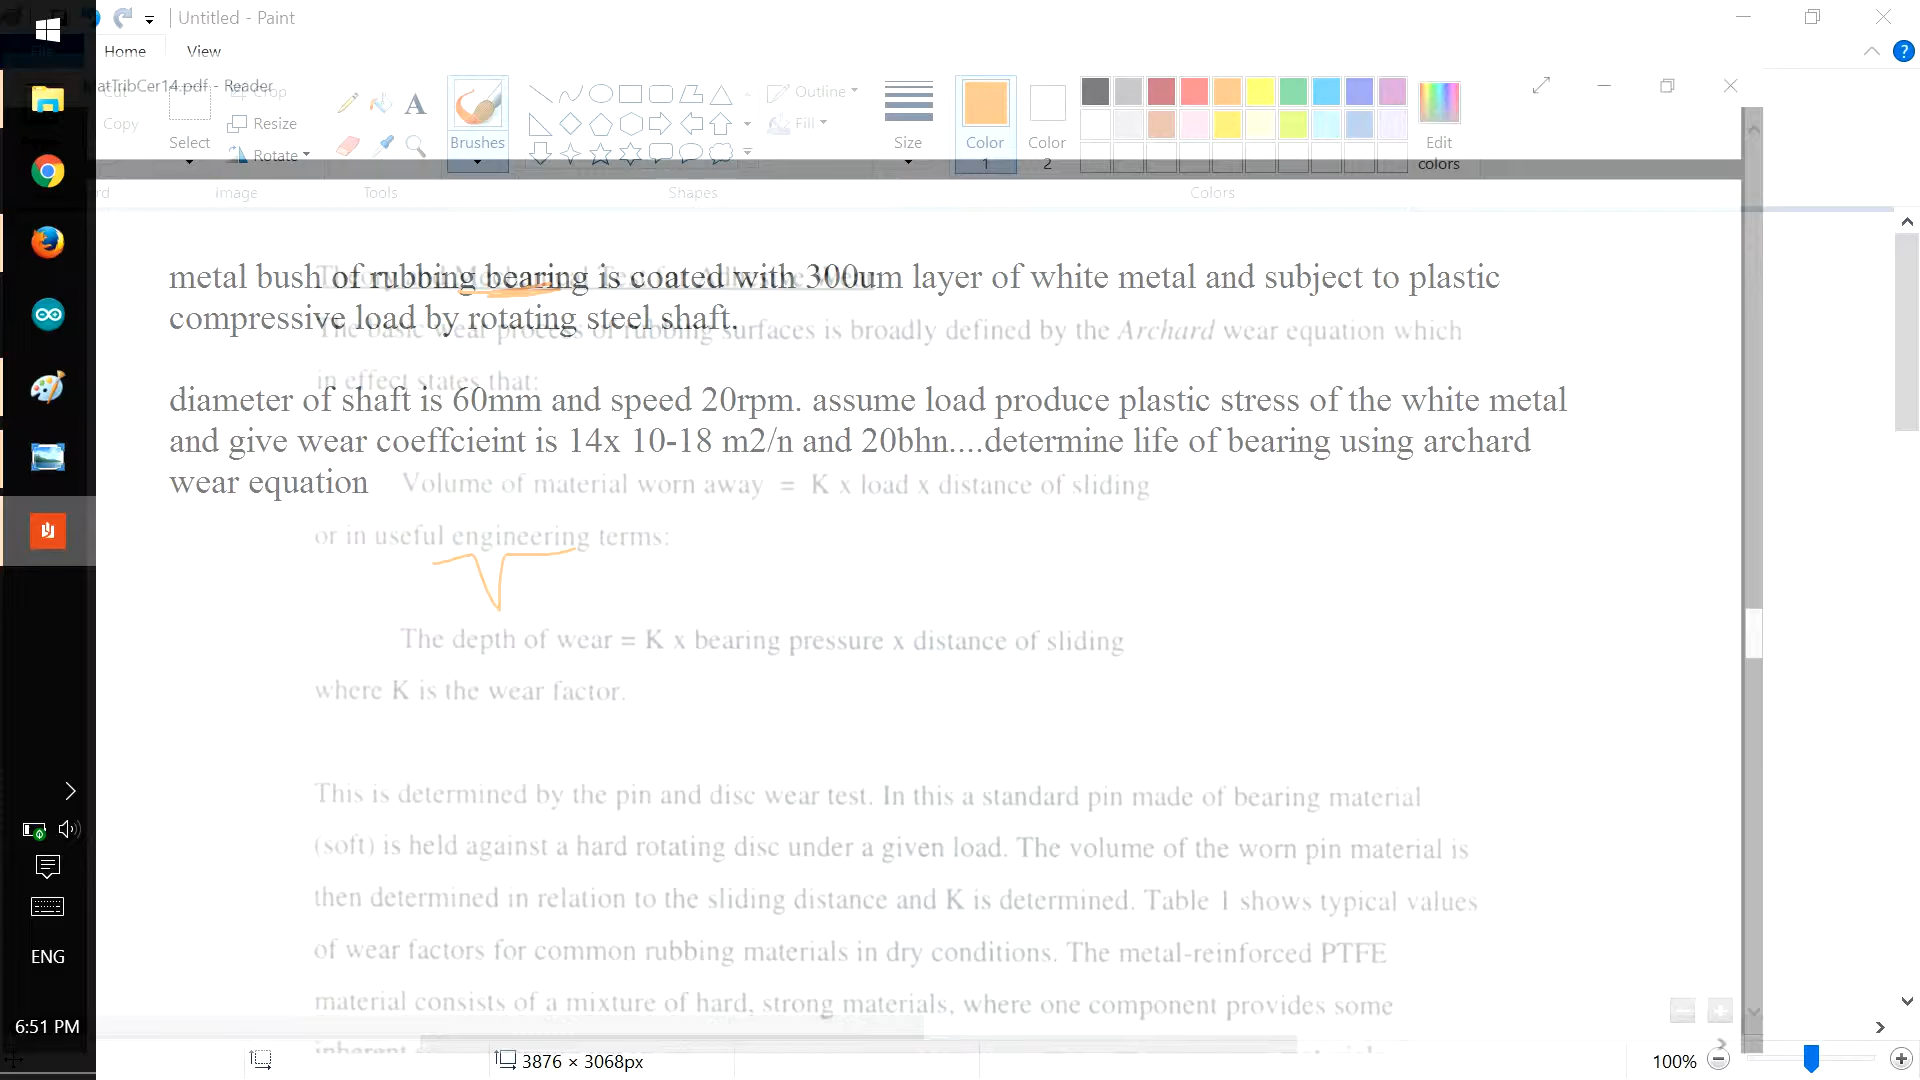 Untitled - Paint
File
Home View
MatTribCer14.pdf - Reader
Cut
Copy
Select
Crop
Resize
Rotate
Brushes
Outline
Fill
Size
Color
1
Color
2
Edit
colors
Image
Tools
Shapes
Colors
metal bush of rubbing bearing is coated with 300um layer of white metal and subject to plastic
compressive load by rotating steel shaft.
The basic wear process of rubbing surfaces is broadly defined by the Archard wear equation which
in effect states that:
diameter of shaft is 60mm and speed 20rpm. assume load produce plastic stress of the white metal
and give wear coeffcieint is 14x 10-18 m2/n and 20bhn....determine life of bearing using archard
wear equation
Volume of material worn away = K x load x distance of sliding
or in useful engineering terms:
The depth of wear = K x bearing pressure x distance of sliding
where K is the wear factor.
This is determined by the pin and disc wear test. In this a standard pin made of bearing material
(soft) is held against a hard rotating disc under a given load. The volume of the worn pin material is
then determined in relation to the sliding distance and K is determined. Table 1 shows typical values
of wear factors for common rubbing materials in dry conditions. The metal-reinforced PTFE
material consists of a mixture of hard, strong materials, where one component provides some
inherent
ENG
6:51 PM
3876 × 3068px
100%